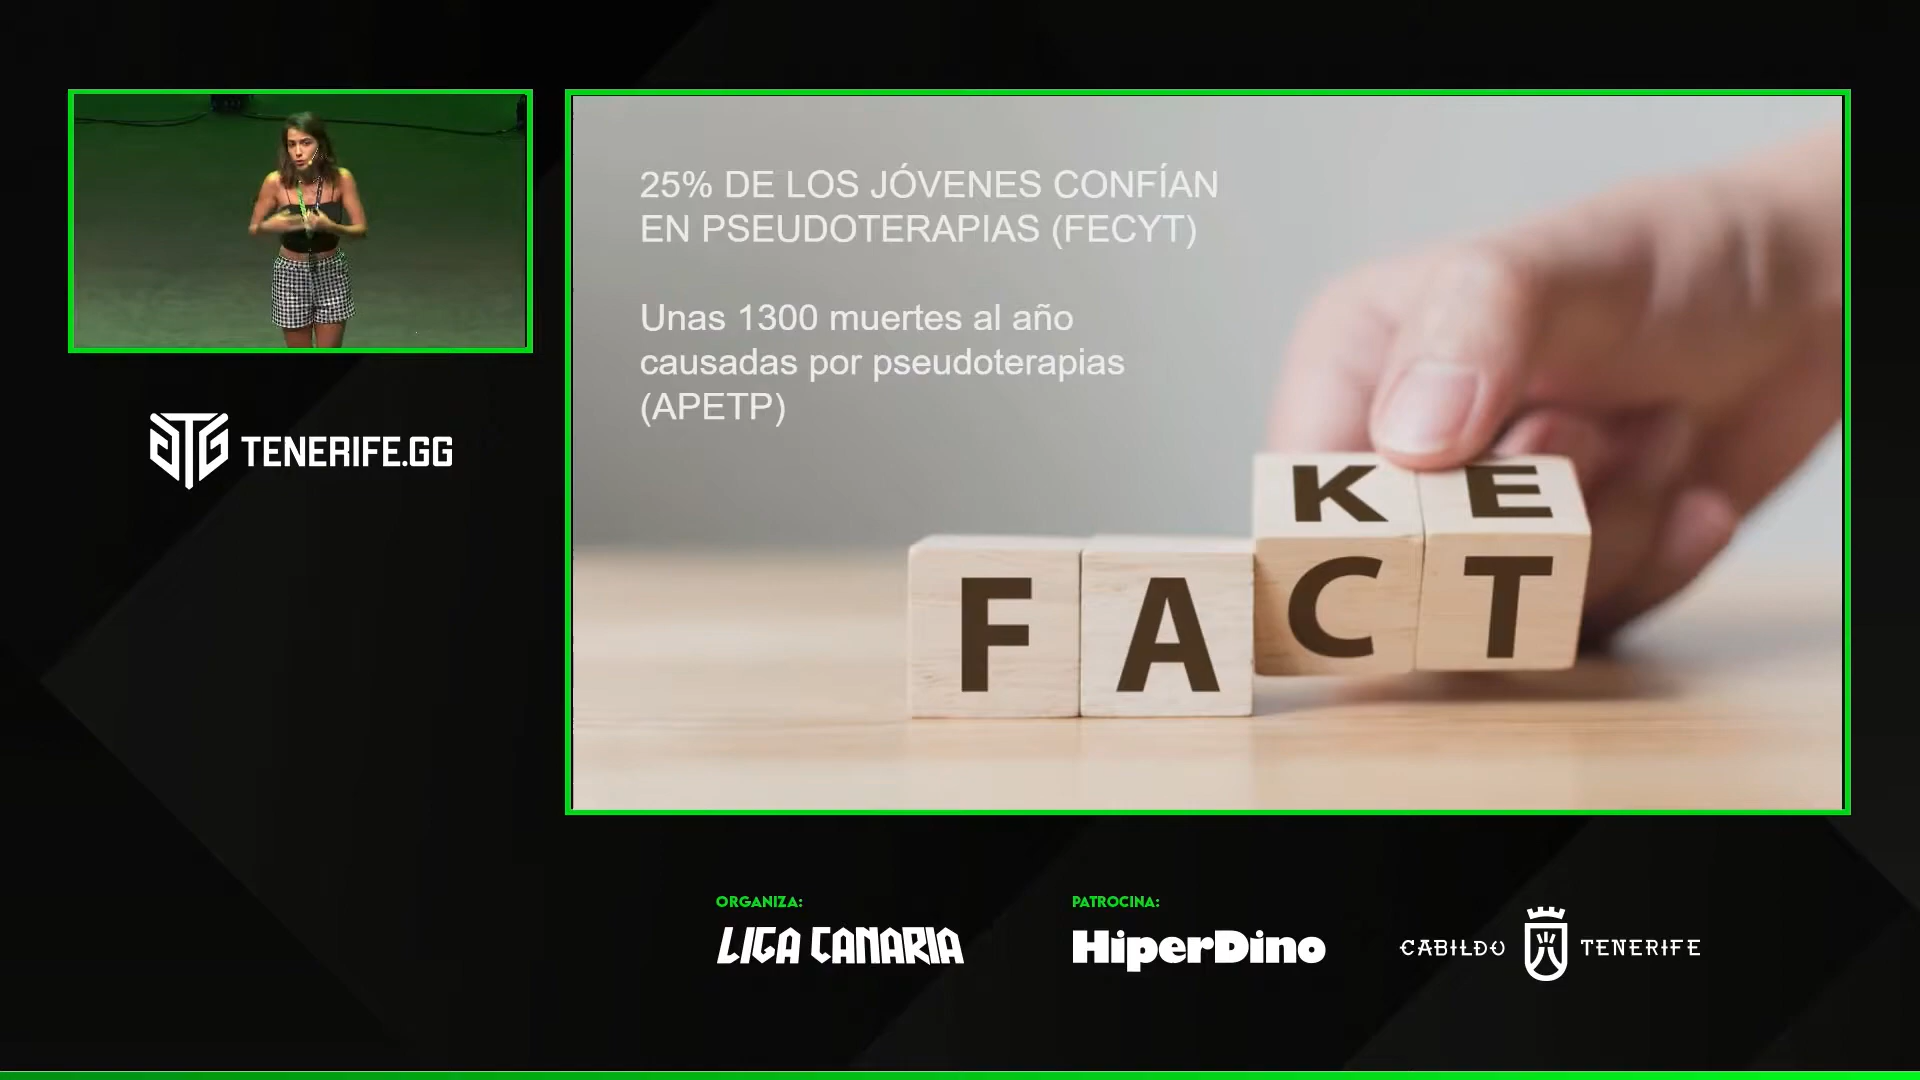 25% DE LOS JÓVENES CONFÍAN
EN PSEUDOTERAPIAS (FECYT)
Unas 1300 muertes al año
causadas por pseudoterapias
(APETP)
K E
F A C T
TENERIFE.GG
ORGANIZA:
LIGA CANARIA
PATROCINA:
HiperDino
CABILDO TENERIFE